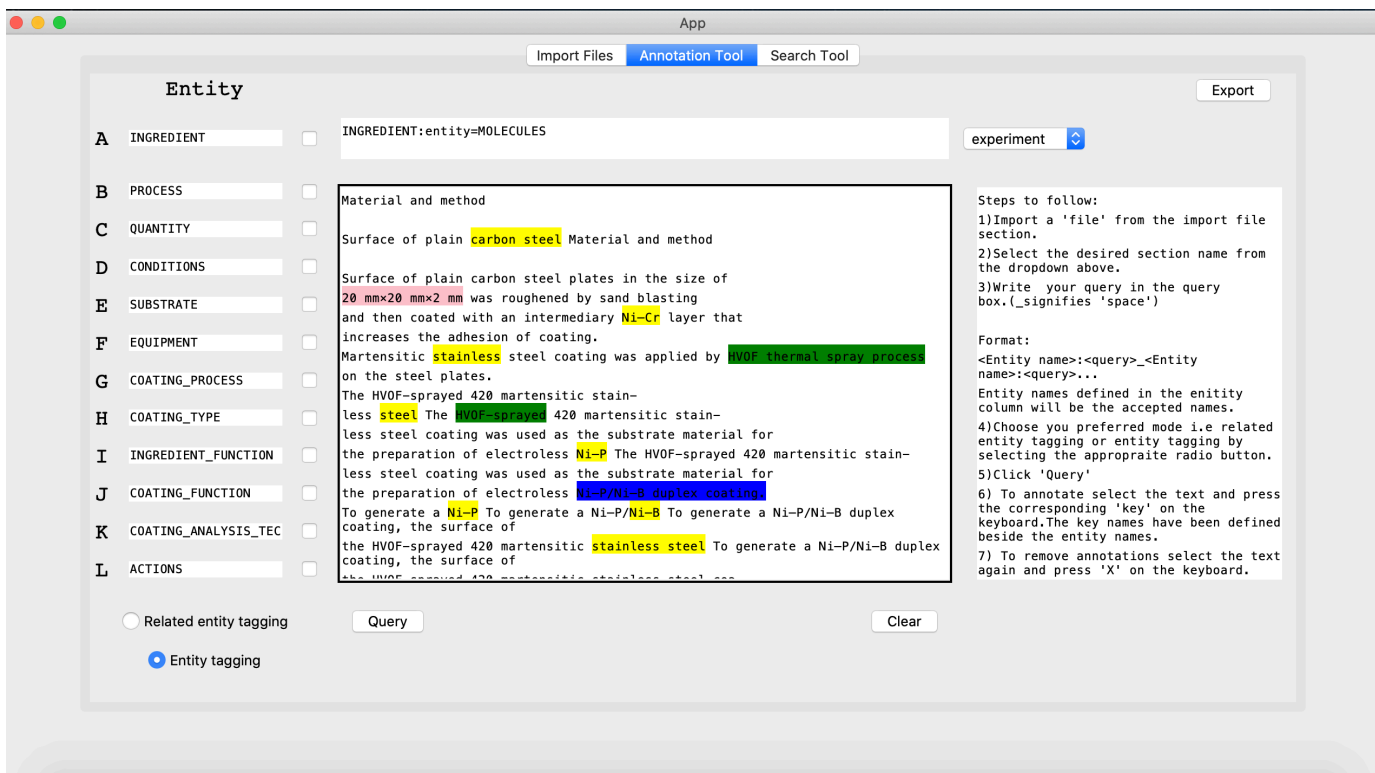 App
Import Files Annotation Tool Search Tool
Entity
Export
A INGREDIENT
INGREDIENT:entity=MOLECULES
experiment
B PROCESS
C QUANTITY
D CONDITIONS
E SUBSTRATE
F EQUIPMENT
G COATING_PROCESS
H COATING_TYPE
I INGREDIENT_FUNCTION
J COATING_FUNCTION
K COATING_ANALYSIS_TEC
L ACTIONS
Material and method
Surface of plain carbon steel Material and method
Surface of plain carbon steel plates in the size of
20 mm×20 mm×2 mm was roughened by sand blasting
and then coated with an intermediary Ni–Cr layer that
increases the adhesion of coating.
Martensitic stainless steel coating was applied by HVOF thermal spray process
on the steel plates.
The HVOF–sprayed 420 martensitic stain–
less steel The HVOF–sprayed 420 martensitic stain–
less steel coating was used as the substrate material for
the preparation of electroless Ni–P The HVOF–sprayed 420 martensitic stain–
less steel coating was used as the substrate material for
the preparation of electroless Ni–P/Ni–B duplex coating.
To generate a Ni–P To generate a Ni–P/Ni–B To generate a Ni–P/Ni–B duplex
coating, the surface of
the HVOF–sprayed 420 martensitic stainless steel To generate a Ni–P/Ni–B duplex
coating, the surface of
the HVOF–sprayed 420 martensitic stainless steel
Steps to follow:
1)Import a 'file' from the import file
section.
2)Select the desired section name from
the dropdown above.
3)Write your query in the query
box.(_signifies 'space')
Format:
<Entity name>:<query>_<Entity
name>:<query>...
Entity names defined in the enitity
column will be the accepted names.
4)Choose you preferred mode i.e related
entity tagging or entity tagging by
selecting the appropraite radio button.
5)Click 'Query'
6) To annotate select the text and press
the corresponding 'key' on the
keyboard.The key names have been defined
beside the entity names.
7) To remove annotations select the text
again and press 'X' on the keyboard.
Related entity tagging
Query
Clear
Entity tagging